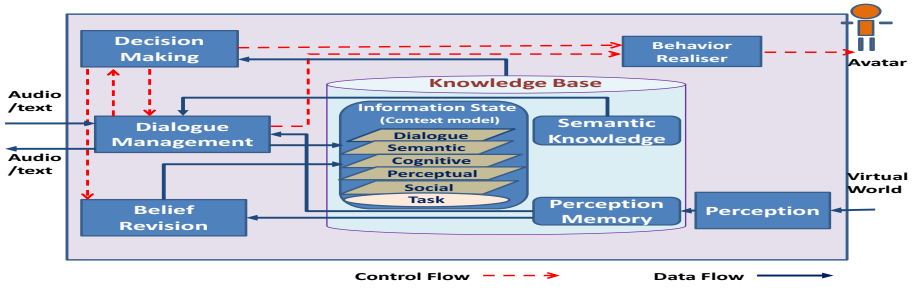 Decision
Making
Behavior
Realiser
Avatar
Knowledge Base
Audio
/text
Information State
(Context model)
Dialogue
Management
Dialogue
Semantic
Cognitive
Perceptual
Social
Task
Semantic
Knowledge
Audio
/text
Virtual
World
Belief
Revision
Perception
Memory
Perception
Control Flow
Data Flow